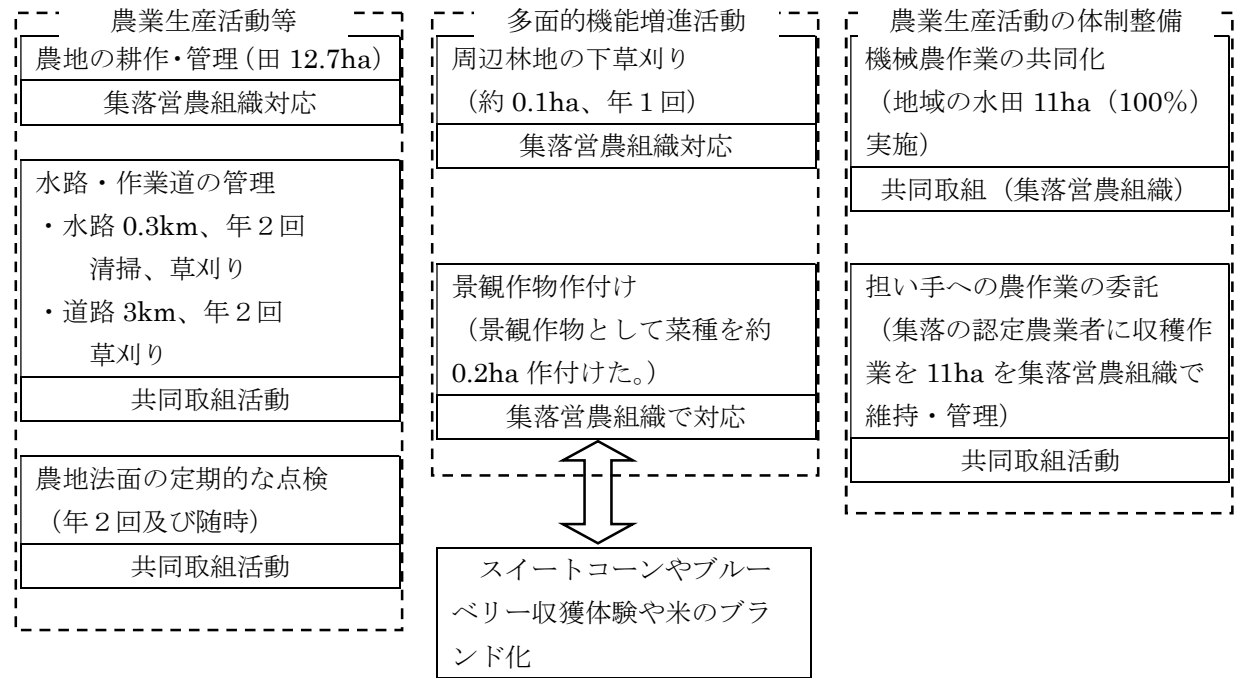 農業生産活動等
農地の耕作・管理（田 12.7ha）
集落営農組織対応
水路・作業道の管理
・水路 0.3km、年２回
清掃、草刈り
・道路 3km、年２回
草刈り
共同取組活動
農地法面の定期的な点検
（年２回及び随時）
共同取組活動
多面的機能増進活動
周辺林地の下草刈り
（約 0.1ha、年１回）
集落営農組織対応
景観作物作付け
（景観作物として菜種を約
0.2ha 作付けた。）
集落営農組織で対応
スイートコーンやブルー
ベリー収獲体験や米のブラ
ンド化
農業生産活動の体制整備
機械農作業の共同化
（地域の水田 11ha（100%）
実施）
共同取組（集落営農組織）
担い手への農作業の委託
（集落の認定農業者に収穫作
業を 11ha を集落営農組織で
維持・管理）
共同取組活動